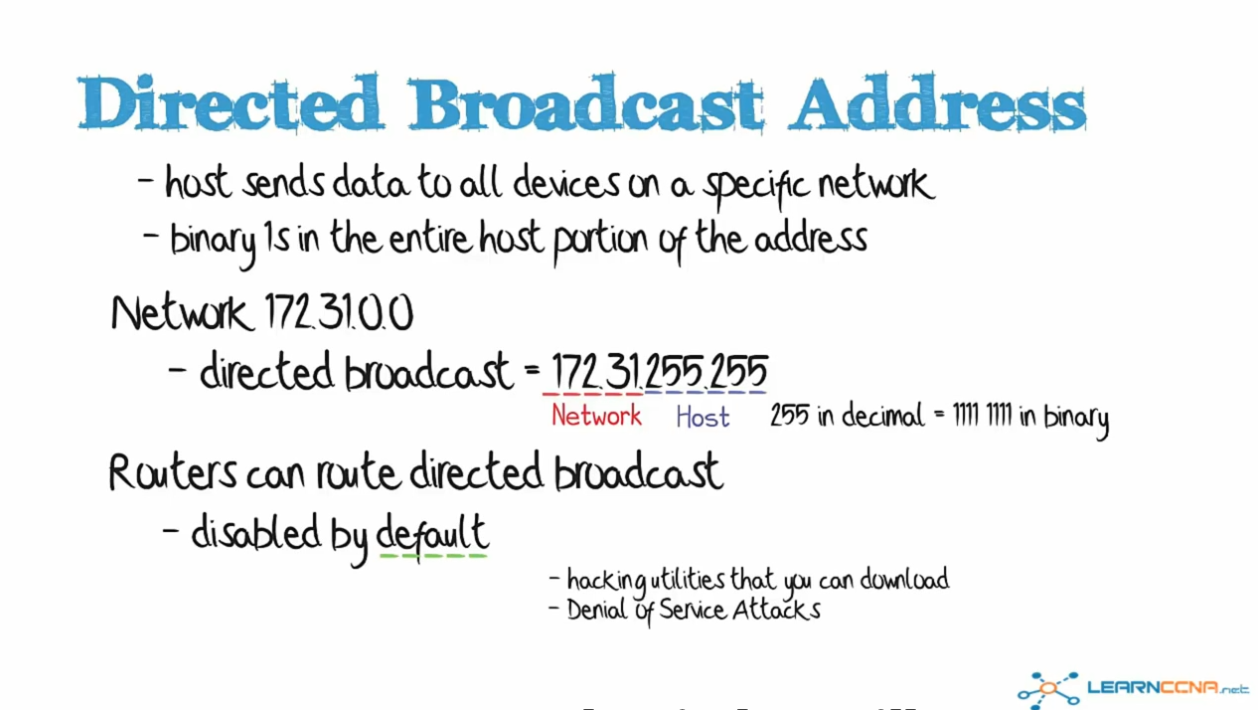 Directed Broadcast Address
- host sends data to all devices on a specific network
- binary 1s in the entire host portion of the address
Network 172.31.0.0
- directed broadcast = 172.31.255.255
Network Host 255 in decimal = 1111 1111 in binary
Routers can route directed broadcast
- disabled by default
- hacking utilities that you can download
- Denial of Service Attacks
LEARNCCNA.net